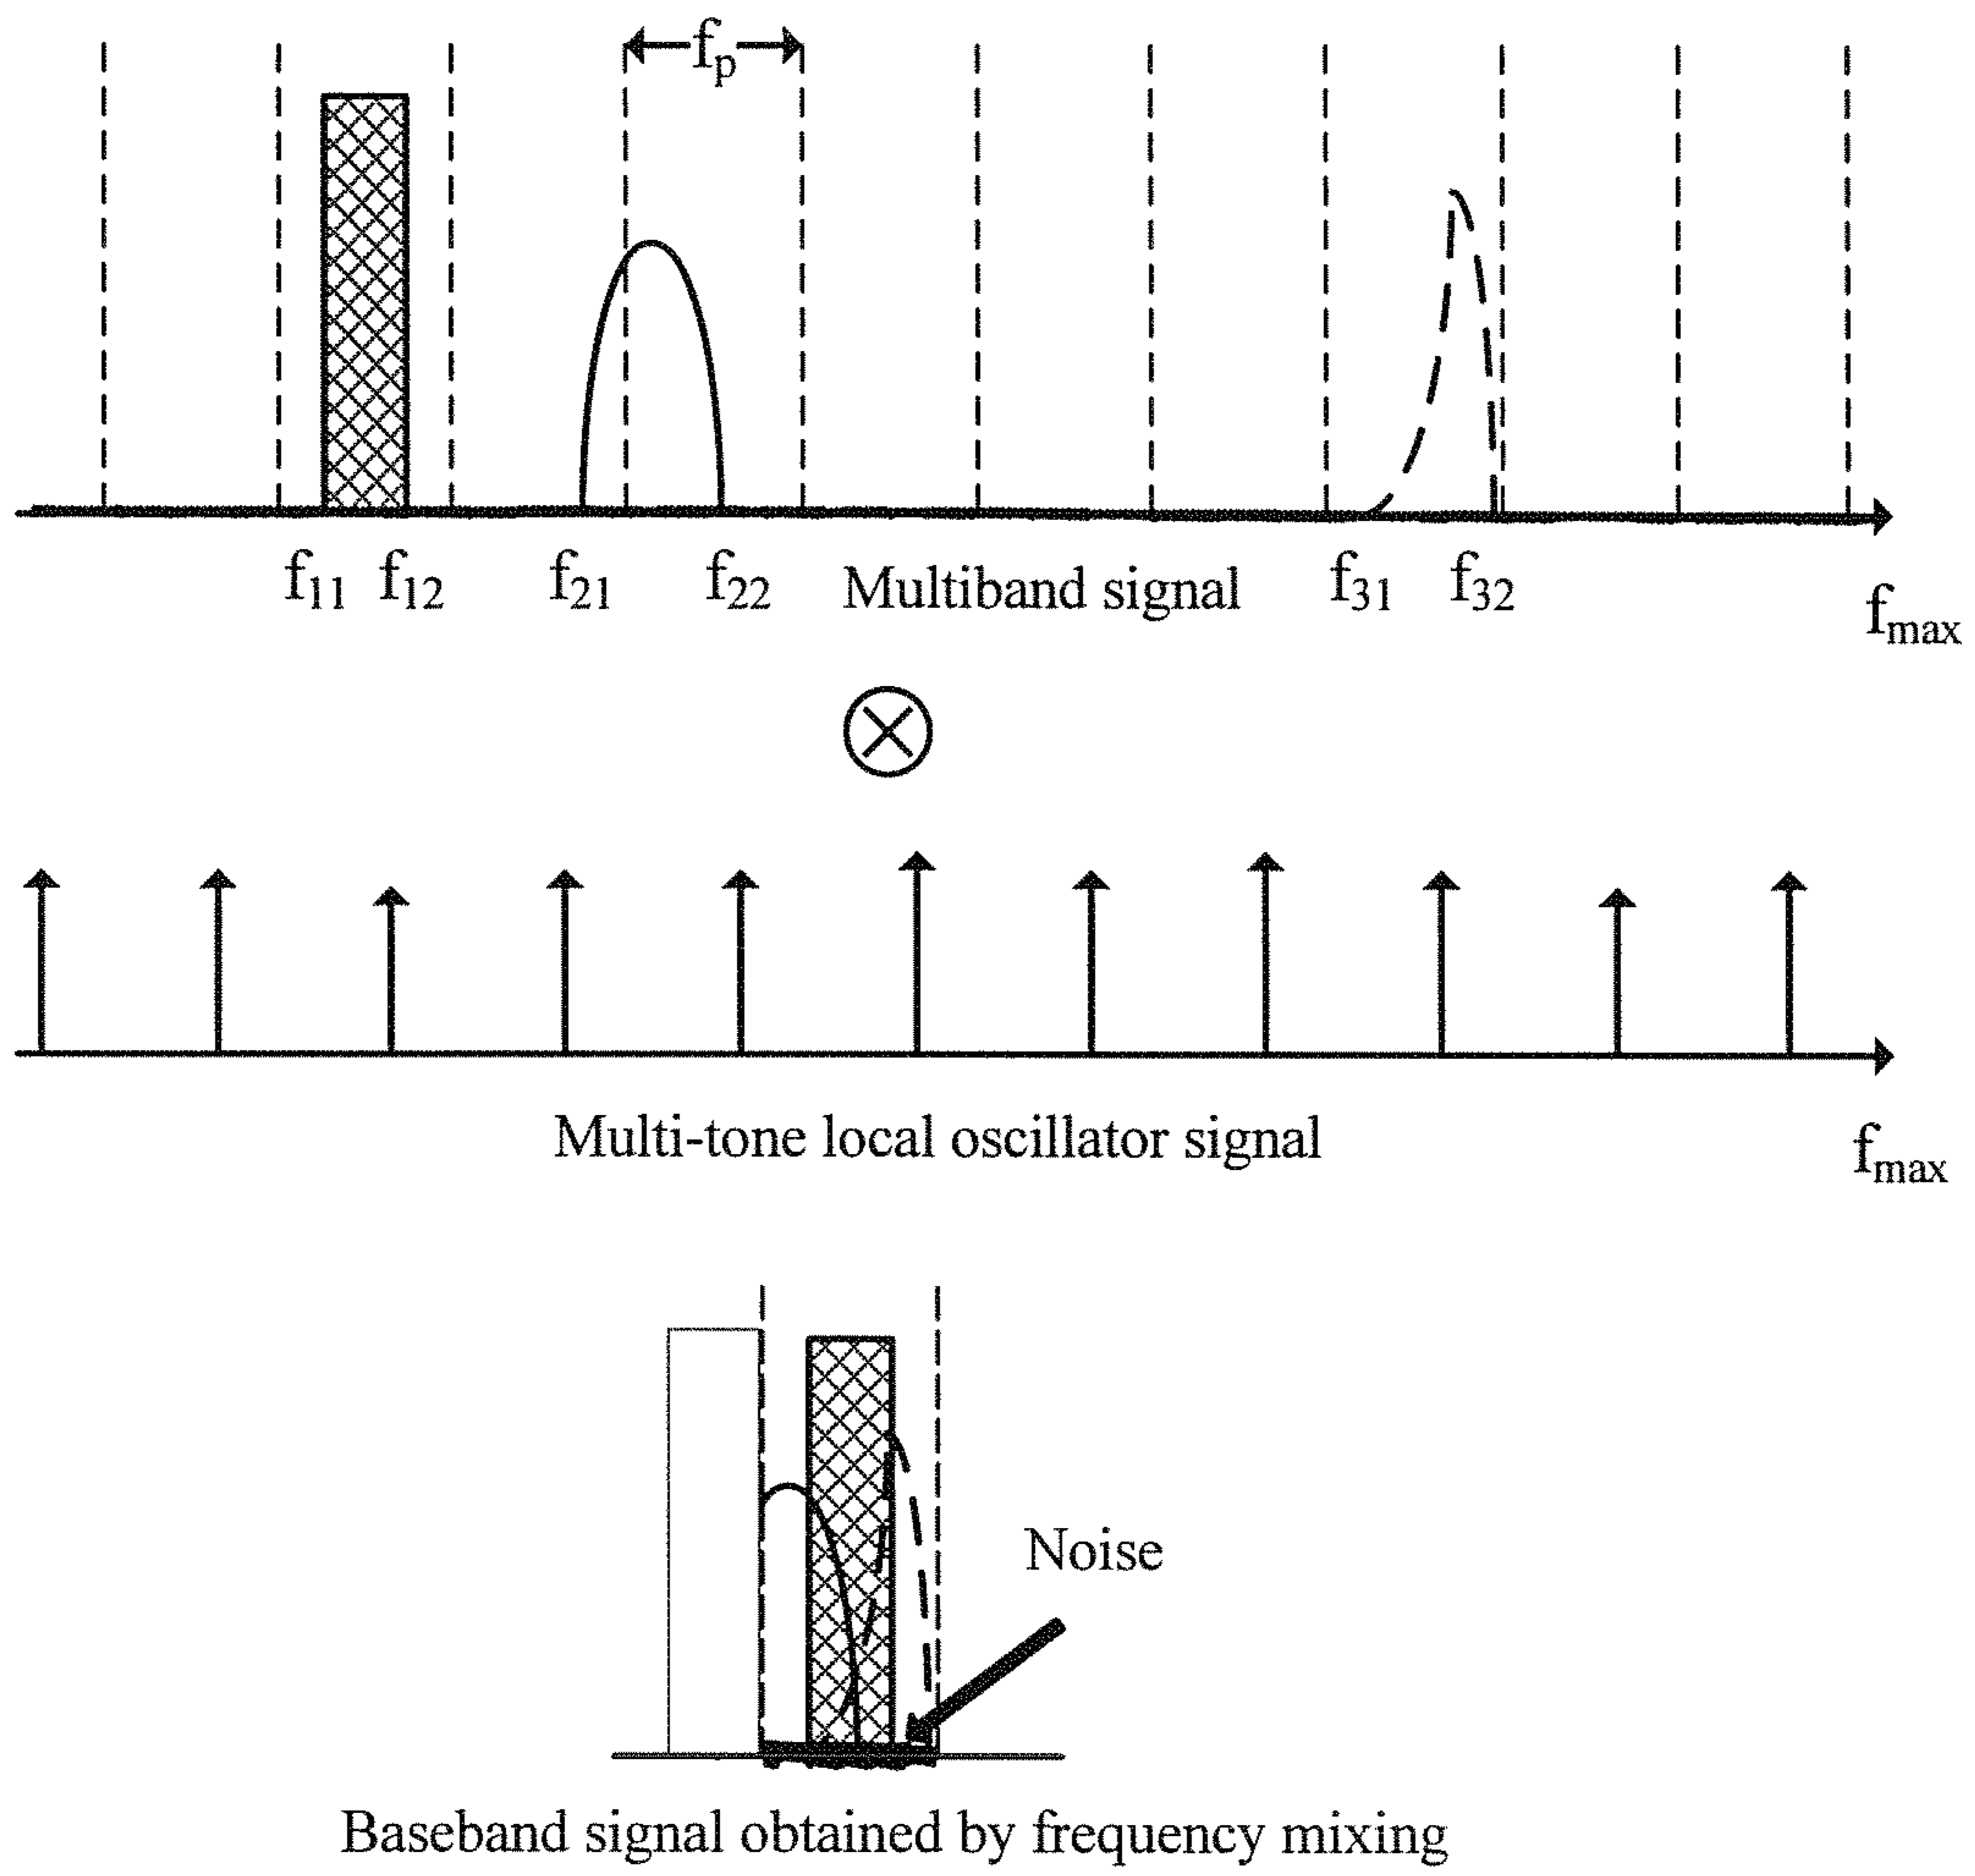 fp
f11 f12 f21 f22 Multiband signal f31 f32 fmax
Multi-tone local oscillator signal fmax
Noise
Baseband signal obtained by frequency mixing